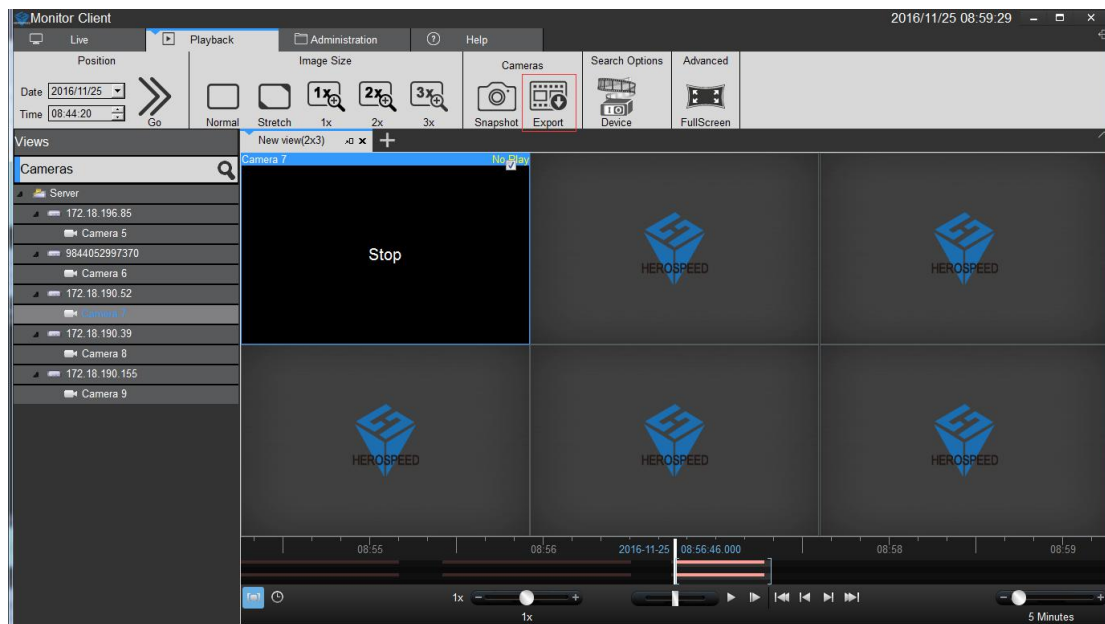 Monitor Client
2016/11/25 08:59:29
Live
Playback
Administration
Help
Position
Image Size
Cameras
Search Options
Advanced
Date 2016/11/25
Time 08:44:20
Go
Normal
Stretch
1x
1x
2x
2x
3x
3x
Snapshot
Export
Device
FullScreen
Views
New view(2x3)
Cameras
Camera 7
No Play
Server
172.18.196.85
Camera 5
9844052997370
Camera 6
172.18.190.52
Camera 7
172.18.190.39
Camera 8
172.18.190.155
Camera 9
Stop
HEROSPEED
HEROSPEED
HEROSPEED
HEROSPEED
HEROSPEED
08:55
08:56
2016-11-25 08:56:46.000
08:58
08:59
1x
1x
5 Minutes